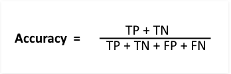 TP + TN
Accuracy =
TP + TN + FP + FN